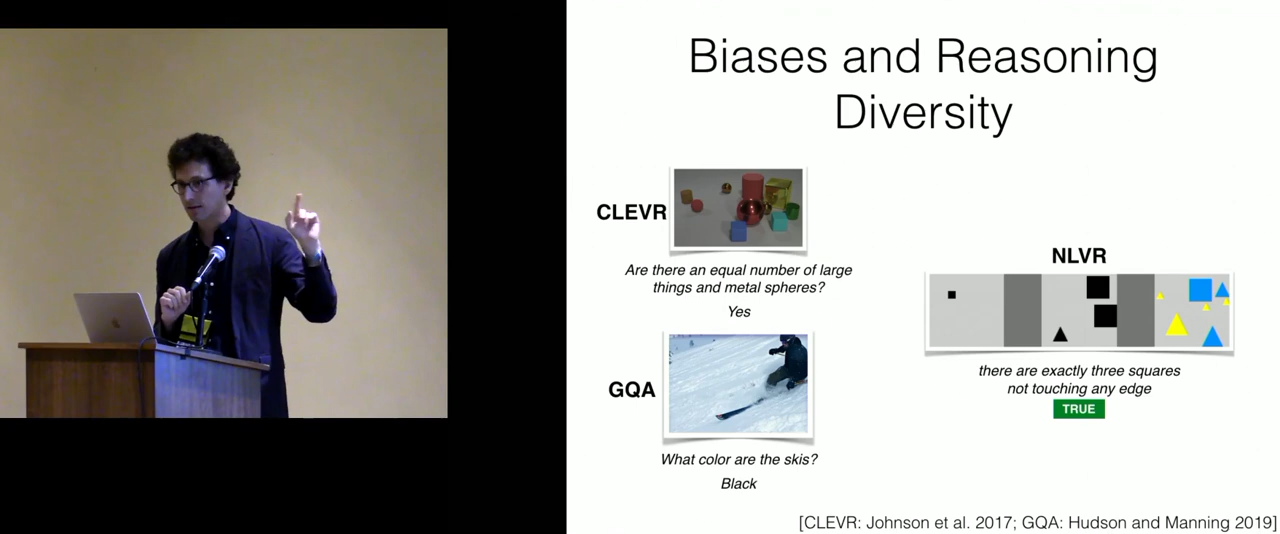 Biases and Reasoning
Diversity
CLEVR
Are there an equal number of large
things and metal spheres?
Yes
GQA
What color are the skis?
Black
NLVR
there are exactly three squares
not touching any edge
TRUE
[CLEVR: Johnson et al. 2017; GQA: Hudson and Manning 2019]